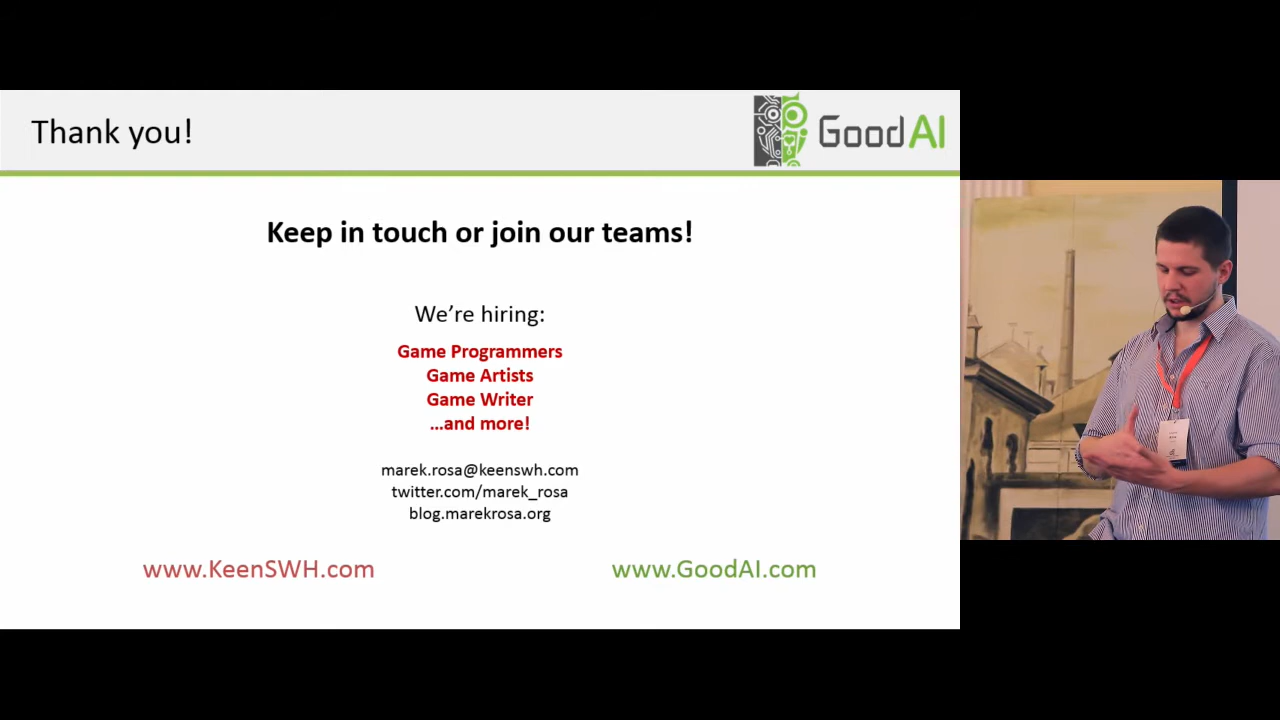 Thank you!
GoodAI
Keep in touch or join our teams!
We're hiring:
Game Programmers
Game Artists
Game Writer
...and more!
marek.rosa@keenswh.com
twitter.com/marek_rosa
blog.marekrosa.org
www.KeenSWH.com
www.GoodAI.com